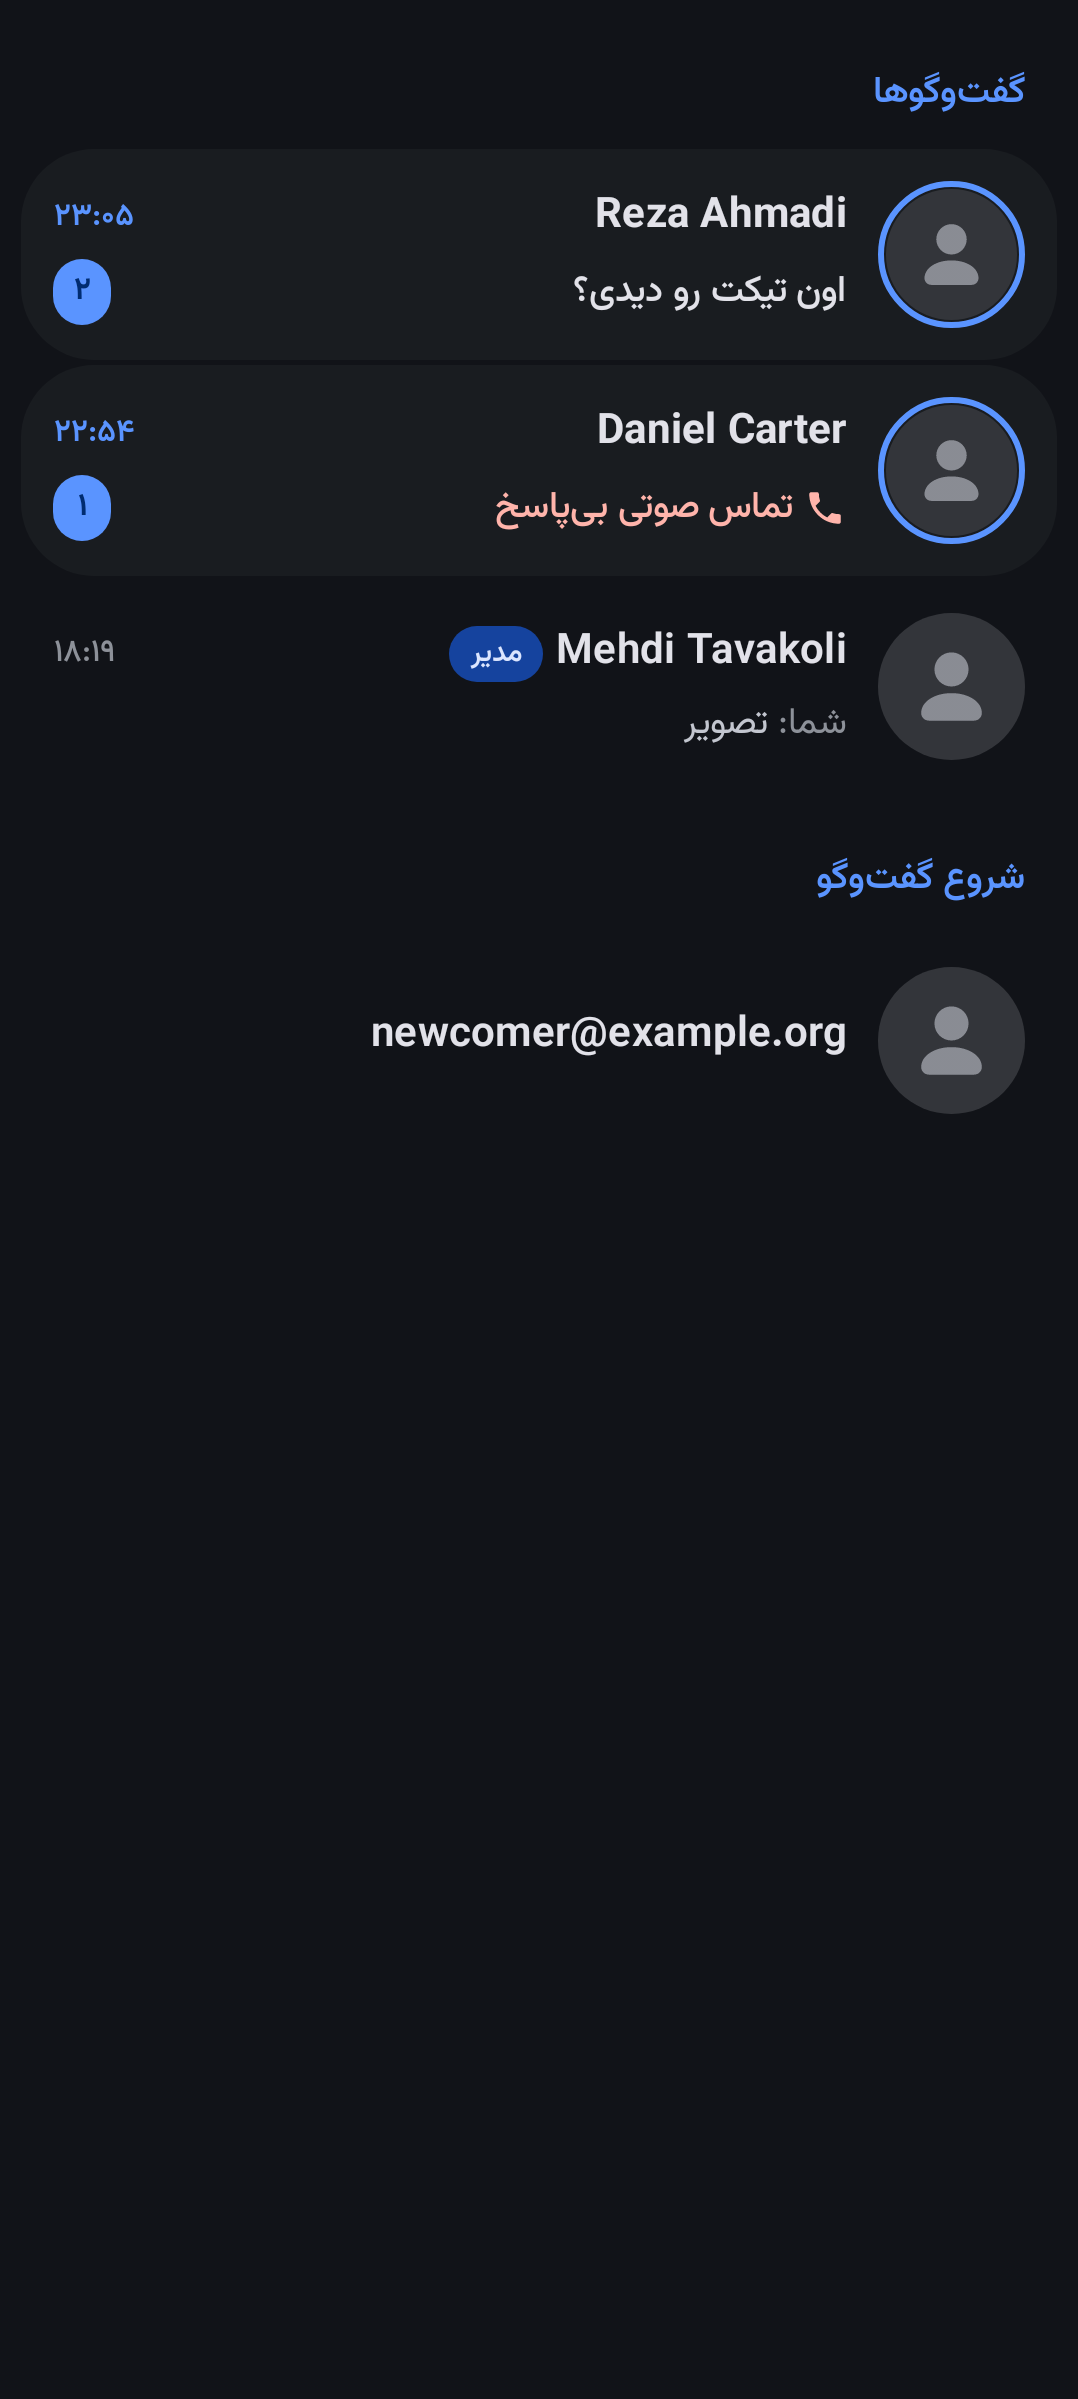 گفت‌وگوها
Reza Ahmadi ۲۳:۰۵
اون تیکت رو دیدی؟ ۲
Daniel Carter ۲۲:۵۴
تماس صوتی بی‌پاسخ ۱
Mehdi Tavakoli مدیر ۱۸:۱۹
شما: تصویر
شروع گفت‌وگو
newcomer@example.org